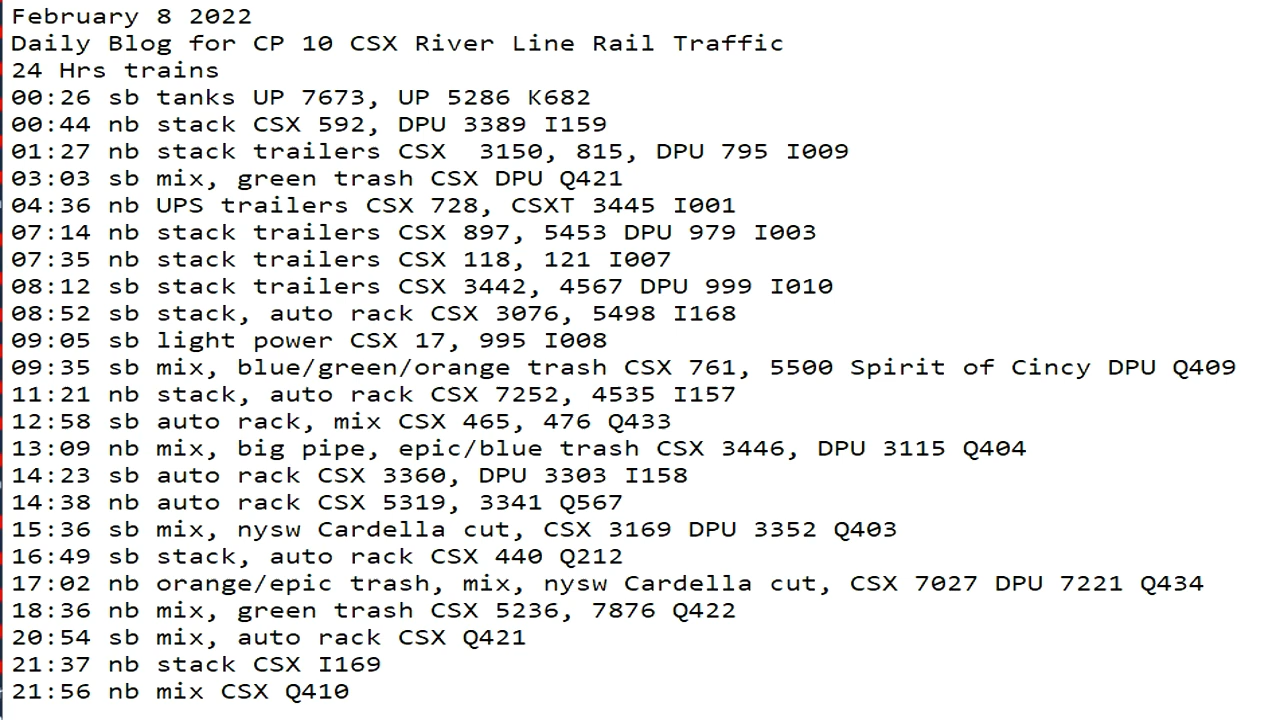 February 8 2022
Daily Blog for CP 10 CSX River Line Rail Traffic
24 Hrs trains
00:26 sb tanks UP 7673, UP 5286 K682
00:44 nb stack CSX 592, DPU 3389 I159
01:27 nb stack trailers CSX  3150, 815, DPU 795 I009
03:03 sb mix, green trash CSX DPU Q421
04:36 nb UPS trailers CSX 728, CSXT 3445 I001
07:14 nb stack trailers CSX 897, 5453 DPU 979 I003
07:35 nb stack trailers CSX 118, 121 I007
08:12 sb stack trailers CSX 3442, 4567 DPU 999 I010
08:52 sb stack, auto rack CSX 3076, 5498 I168
09:05 sb light power CSX 17, 995 I008
09:35 sb mix, blue/green/orange trash CSX 761, 5500 Spirit of Cincy DPU Q409
11:21 nb stack, auto rack CSX 7252, 4535 I157
12:58 sb auto rack, mix CSX 465, 476 Q433
13:09 nb mix, big pipe, epic/blue trash CSX 3446, DPU 3115 Q404
14:23 sb auto rack CSX 3360, DPU 3303 I158
14:38 nb auto rack CSX 5319, 3341 Q567
15:36 sb mix, nysw Cardella cut, CSX 3169 DPU 3352 Q403
16:49 sb stack, auto rack CSX 440 Q212
17:02 nb orange/epic trash, mix, nysw Cardella cut, CSX 7027 DPU 7221 Q434
18:36 nb mix, green trash CSX 5236, 7876 Q422
20:54 sb mix, auto rack CSX Q421
21:37 nb stack CSX I169
21:56 nb mix CSX Q410